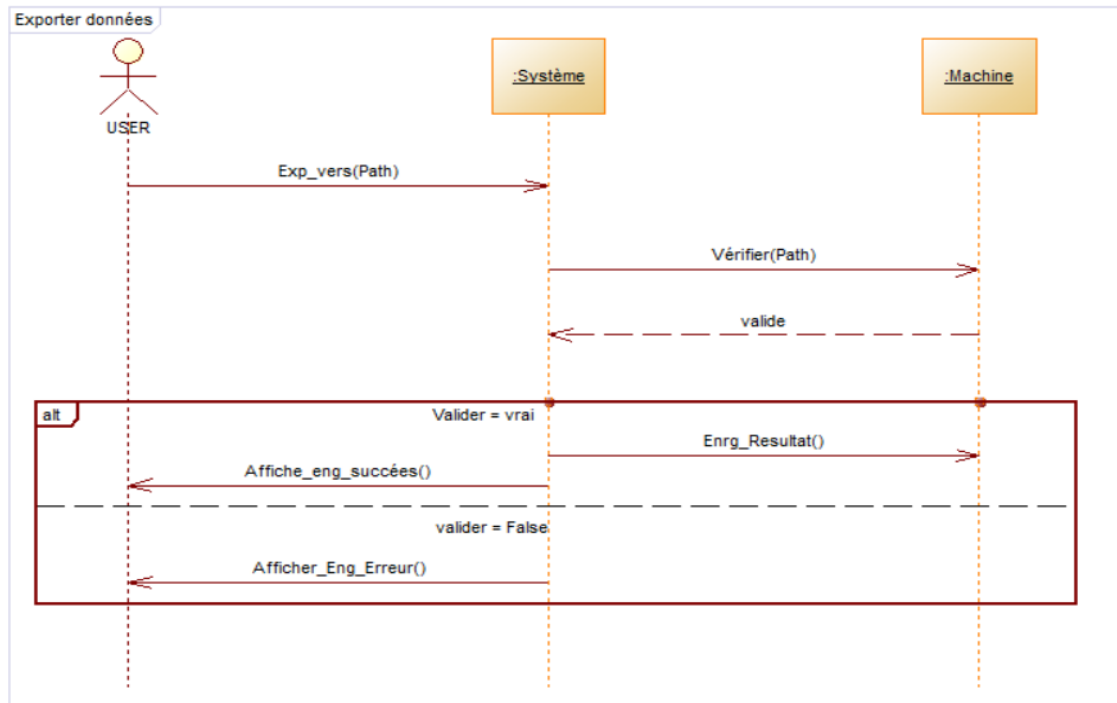 Exporter données
:Système
:Machine
USER
Exp_vers(Path)
Vérifier(Path)
valide
alt
Valider = vrai
Enrg_Resultat()
Affiche_eng_succées()
valider = False
Afficher_Eng_Erreur()